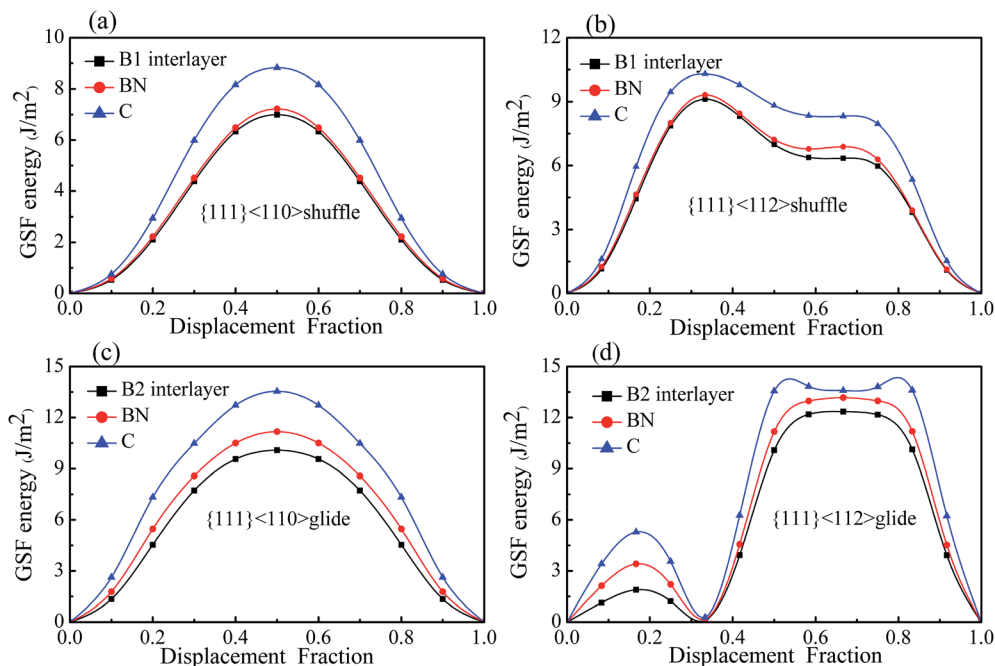 (a)
10
8
6
4
2
0
GSF energy (J/m²)
B1 interlayer
BN
C
{111}<110>shuffle
0.0 0.2 0.4 0.6 0.8 1.0
Displacement Fraction
(b)
12
9
6
3
0
GSF energy (J/m²)
B1 interlayer
BN
C
{111}<112>shuffle
0.0 0.2 0.4 0.6 0.8 1.0
Displacement Fraction
(c)
15
12
9
6
3
0
GSF energy (J/m²)
B2 interlayer
BN
C
{111}<110>glide
0.0 0.2 0.4 0.6 0.8 1.0
Displacement Fraction
(d)
15
12
9
6
3
0
GSF energy (J/m²)
B2 interlayer
BN
C
{111}<112>glide
0.0 0.2 0.4 0.6 0.8 1.0
Displacement Fraction